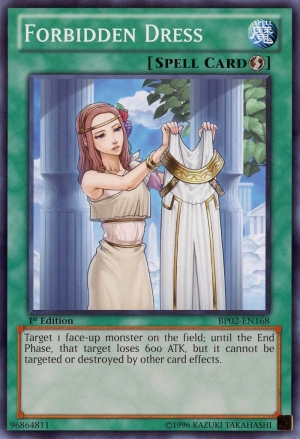 FORBIDDEN DRESS
魔
[SPELL CARD]
1st Edition
BP02-EN168
Target 1 face-up monster on the field; until the End
Phase, that target loses 600 ATK, but it cannot be
targeted or destroyed by other card effects.
96864811
©1996 KAZUKI TAKAHASHI